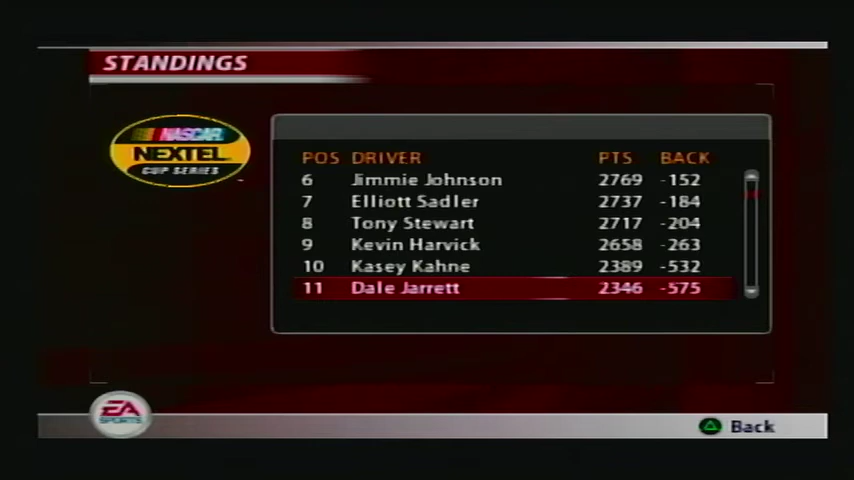 STANDINGS
NASCAR
NEXTEL
CUP SERIES
POS DRIVER PTS BACK
6 Jimmie Johnson 2769 -152
7 Elliott Sadler 2737 -184
8 Tony Stewart 2717 -204
9 Kevin Harvick 2658 -263
10 Kasey Kahne 2389 -532
11 Dale Jarrett 2346 -575
EA
SPORTS
Back